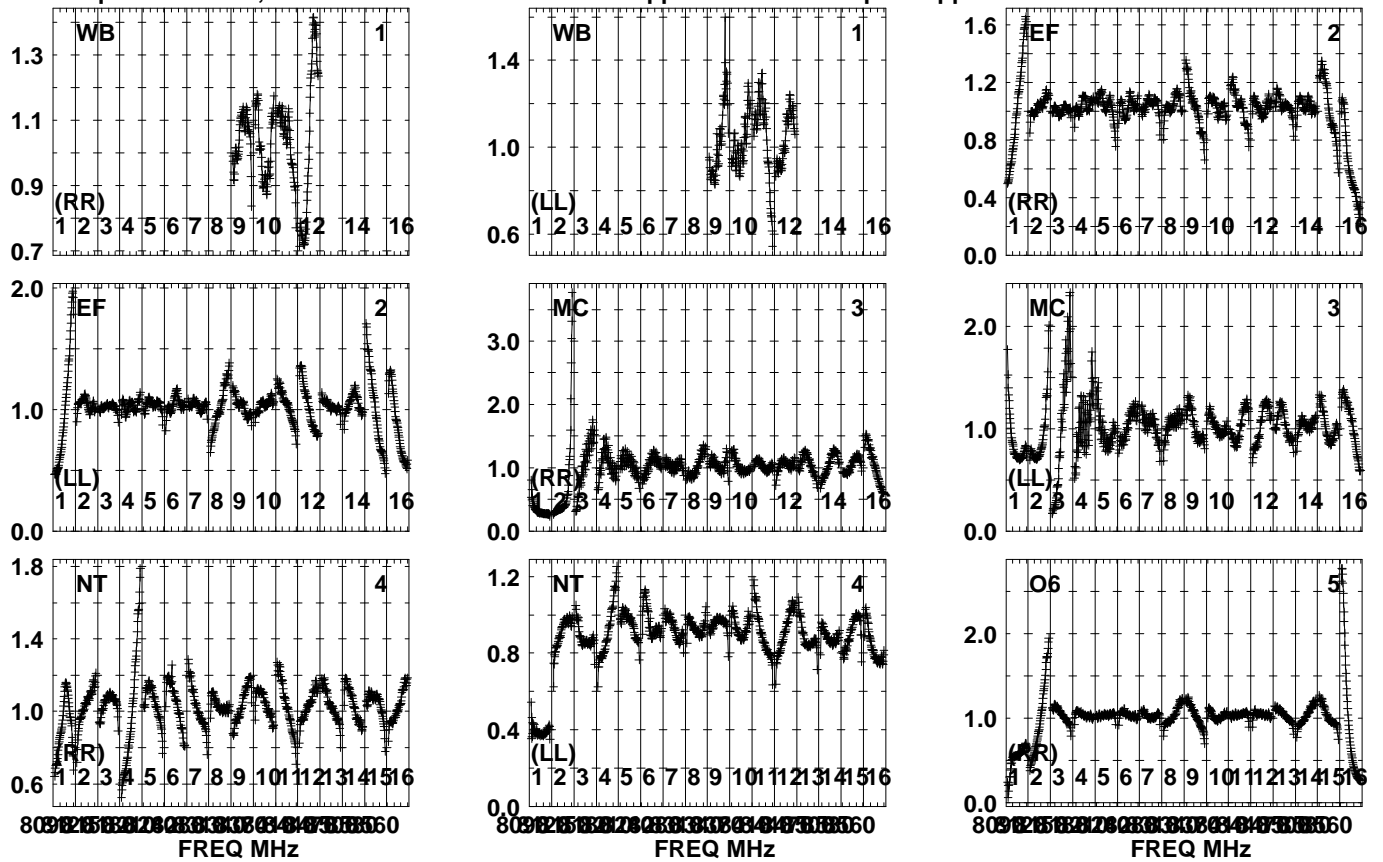 WB 1
1.3
1.1
0.9
0.7
(RR)
1 2 3 4 5 6 7 8 9 10 12 14 16
WB 1
1.4
1.0
0.6
(LL)
1 2 3 4 5 6 7 8 9 10 12 14 16
EF 2
1.6
1.2
0.8
0.4
0.0
(RR)
1 2 3 4 5 6 7 8 9 10 12 14 16
EF 2
2.0
1.0
0.0
(LL)
1 2 3 4 5 6 7 8 9 10 12 14 16
MC 3
3.0
2.0
1.0
0.0
(RR)
1 2 3 4 5 6 7 8 9 10 12 14 16
MC 3
2.0
1.0
0.0
(LL)
1 2 3 4 5 6 7 8 9 10 12 14 16
NT 4
1.8
1.4
1.0
0.6
(RR)
1 2 3 4 5 6 7 8 9 10 11 12 13 14 15 16
FREQ MHz
NT 4
1.2
0.8
0.4
0.0
(LL)
1 2 3 4 5 6 7 8 9 10 11 12 13 14 15 16
FREQ MHz
O6 5
2.0
1.0
0.0
(RR)
1 2 3 4 5 6 7 8 9 10 11 12 13 14 15 16
FREQ MHz